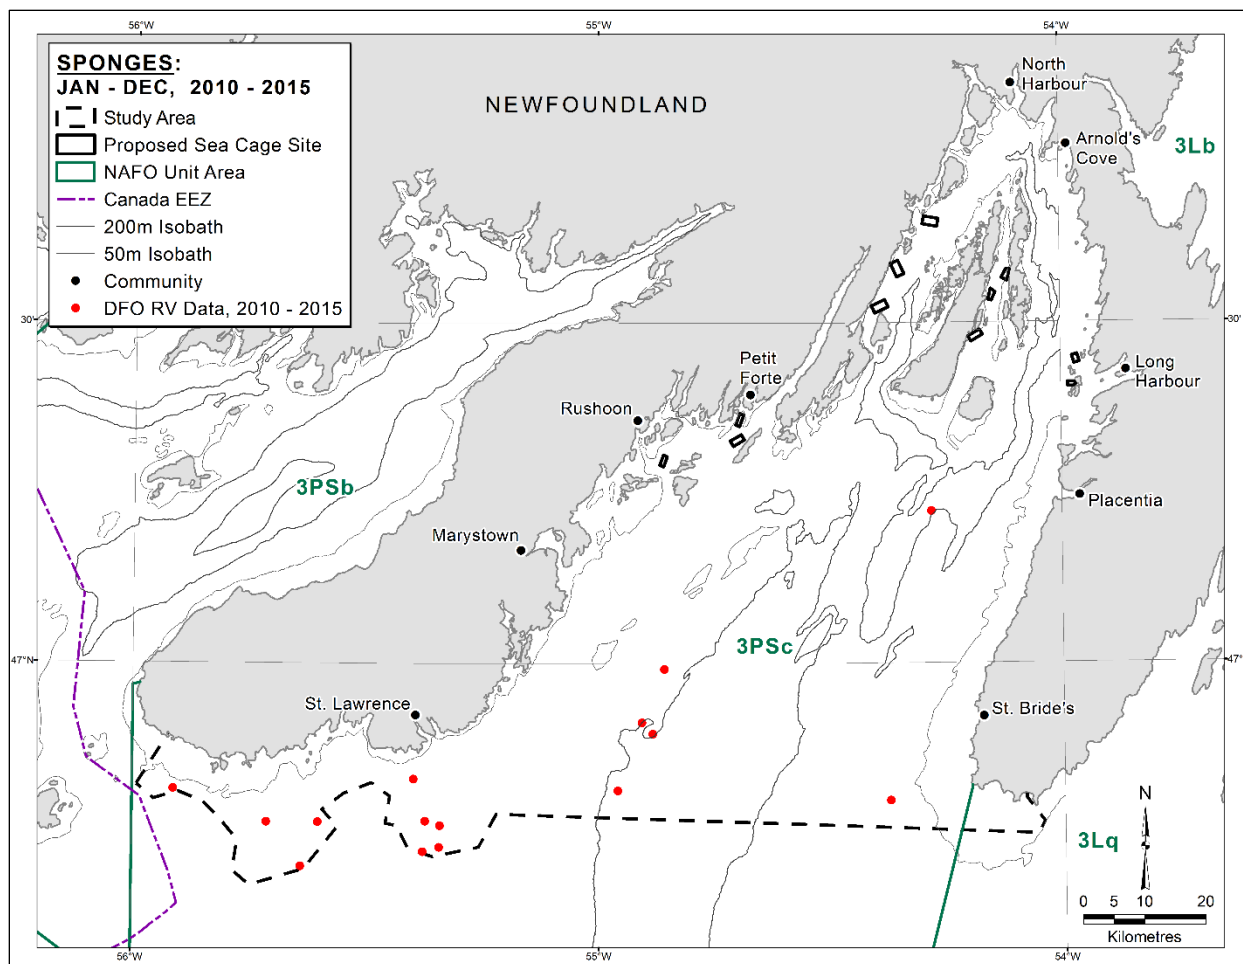 56°W
55°W
54°W
SPONGES:
JAN - DEC, 2010 - 2015
Study Area
Proposed Sea Cage Site
NAFO Unit Area
Canada EEZ
200m Isobath
50m Isobath
Community
DFO RV Data, 2010 - 2015
NEWFOUNDLAND
North
Harbour
Arnold's
Cove
3Lb
30'
30'
Petit
Forte
Long
Harbour
Rushoon
3PSb
Placentia
Marystown
3PSc
47°N
47°N
St. Lawrence
St. Bride's
N
3Lq
0 5 10 20
Kilometres
56°W
55°W
54°W